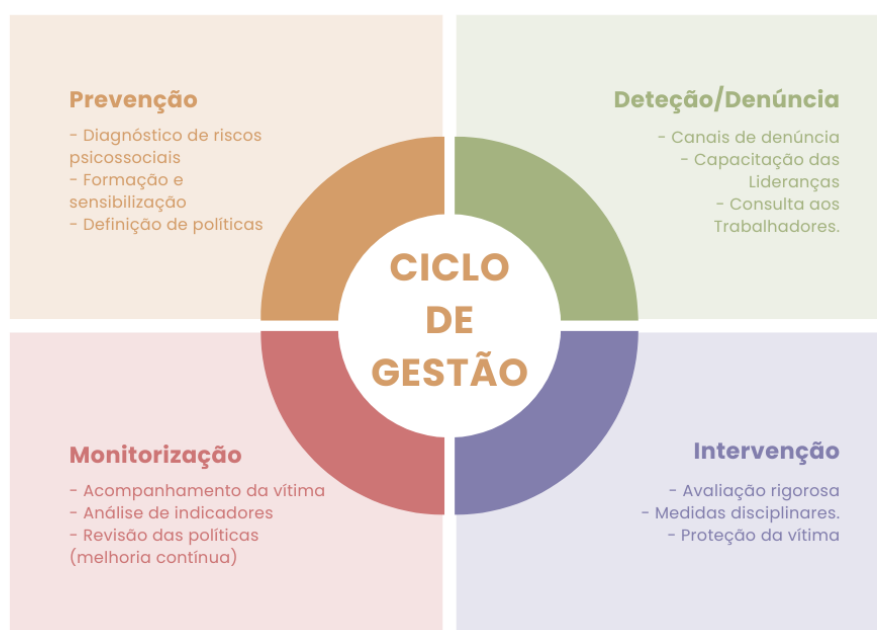 Prevenção
- Diagnóstico de riscos
psicossociais
- Formação e
sensibilização
- Definição de políticas
Deteção/Denúncia
- Canais de denúncia
- Capacitação das
Lideranças
- Consulta aos
Trabalhadores.
CICLO
DE
GESTÃO
Monitorização
- Acompanhamento da vítima
- Análise de indicadores
- Revisão das políticas
(melhoria contínua)
Intervenção
- Avaliação rigorosa
- Medidas disciplinares.
- Proteção da vítima